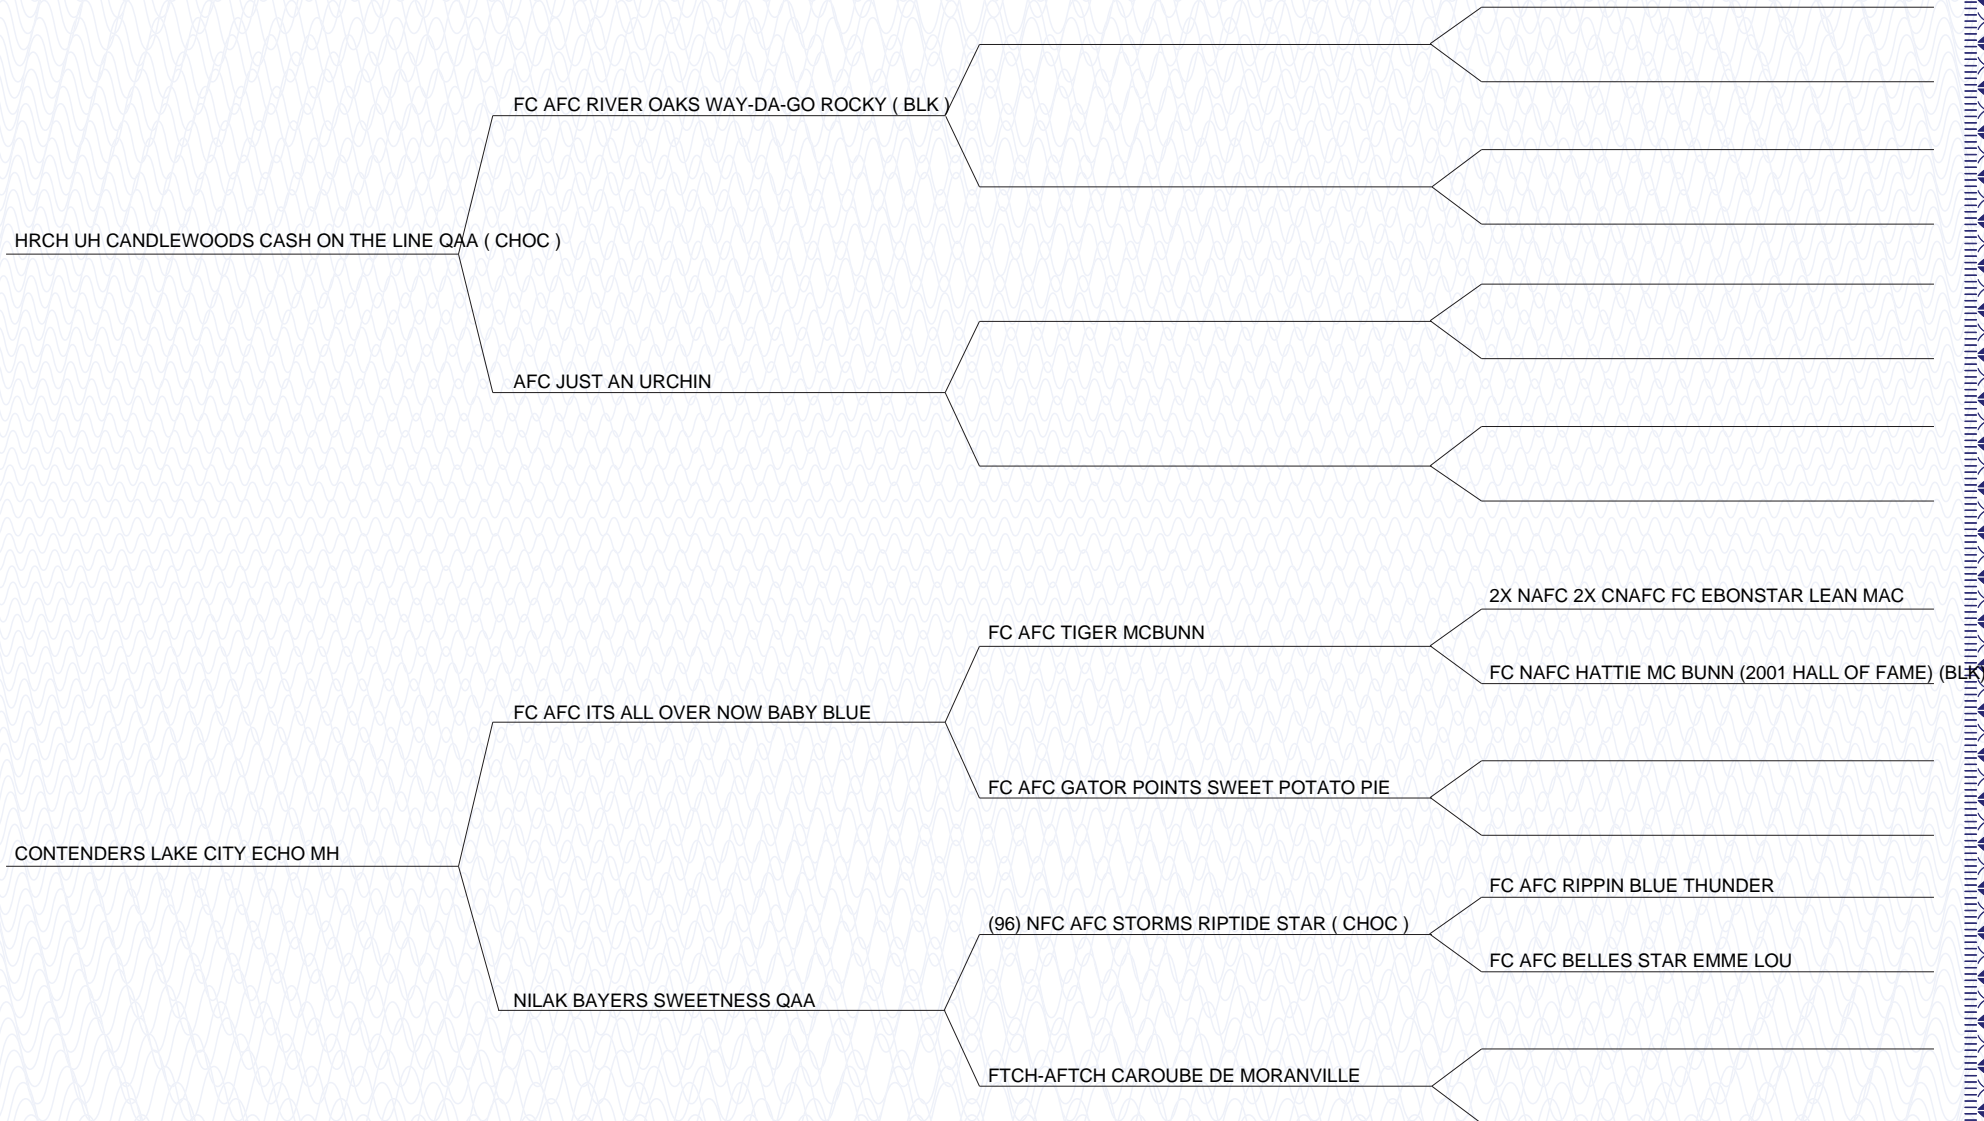 FC AFC RIVER OAKS WAY-DA-GO ROCKY ( BLK )
HRCH UH CANDLEWOODS CASH ON THE LINE QAA ( CHOC )
AFC JUST AN URCHIN
2X NAFC 2X CNAFC FC EBONSTAR LEAN MAC
FC AFC TIGER MCBUNN
FC NAFC HATTIE MC BUNN (2001 HALL OF FAME) (BLK)
FC AFC ITS ALL OVER NOW BABY BLUE
FC AFC GATOR POINTS SWEET POTATO PIE
CONTENDERS LAKE CITY ECHO MH
FC AFC RIPPIN BLUE THUNDER
(96) NFC AFC STORMS RIPTIDE STAR ( CHOC )
FC AFC BELLES STAR EMME LOU
NILAK BAYERS SWEETNESS QAA
FTCH-AFTCH CAROUBE DE MORANVILLE